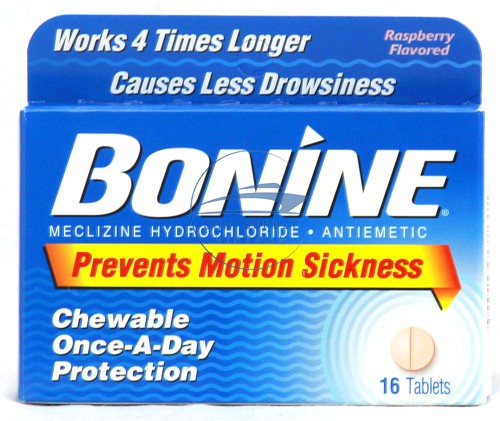 Works 4 Times Longer
Raspberry
Flavored
Causes Less Drowsiness
BONINE®
MECLIZINE HYDROCHLORIDE • ANTIEMETIC
Prevents Motion Sickness
Chewable
Once-A-Day
Protection
16 Tablets